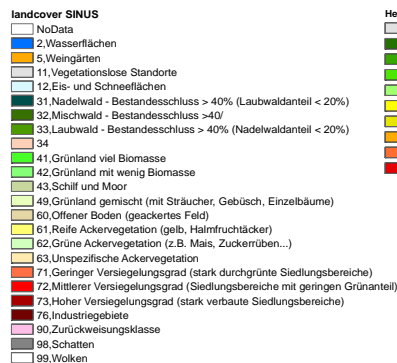 landcover SINUS
NoData
2,Wasserflächen
5,Weingärten
11,Vegetationslose Standorte
12,Eis- und Schneeflächen
31,Nadelwald - Bestandesschluss > 40% (Laubwaldanteil < 20%)
32,Mischwald - Bestandesschluss >40/
33,Laubwald - Bestandesschluss > 40% (Nadelwaldanteil < 20%)
34
41,Grünland viel Biomasse
42,Grünland mit wenig Biomasse
43,Schilf und Moor
49,Grünland gemischt (mit Sträucher, Gebüsch, Einzelbäume)
60,Offener Boden (geackertes Feld)
61,Reife Ackervegetation (gelb, Halmfruchtäcker)
62,Grüne Ackervegetation (z.B. Mais, Zuckerrüben...)
63,Unspezifische Ackervegetation
71,Geringer Versiegelungsgrad (stark durchgrünte Siedlungsbereiche)
72,Mittlerer Versiegelungsgrad (Siedlungsbereiche mit geringen Grünanteil)
73,Hoher Versiegelungsgrad (stark verbaute Siedlungsbereiche)
76,Industriegebiete
90,Zurückweisungsklasse
98,Schatten
99,Wolken
He